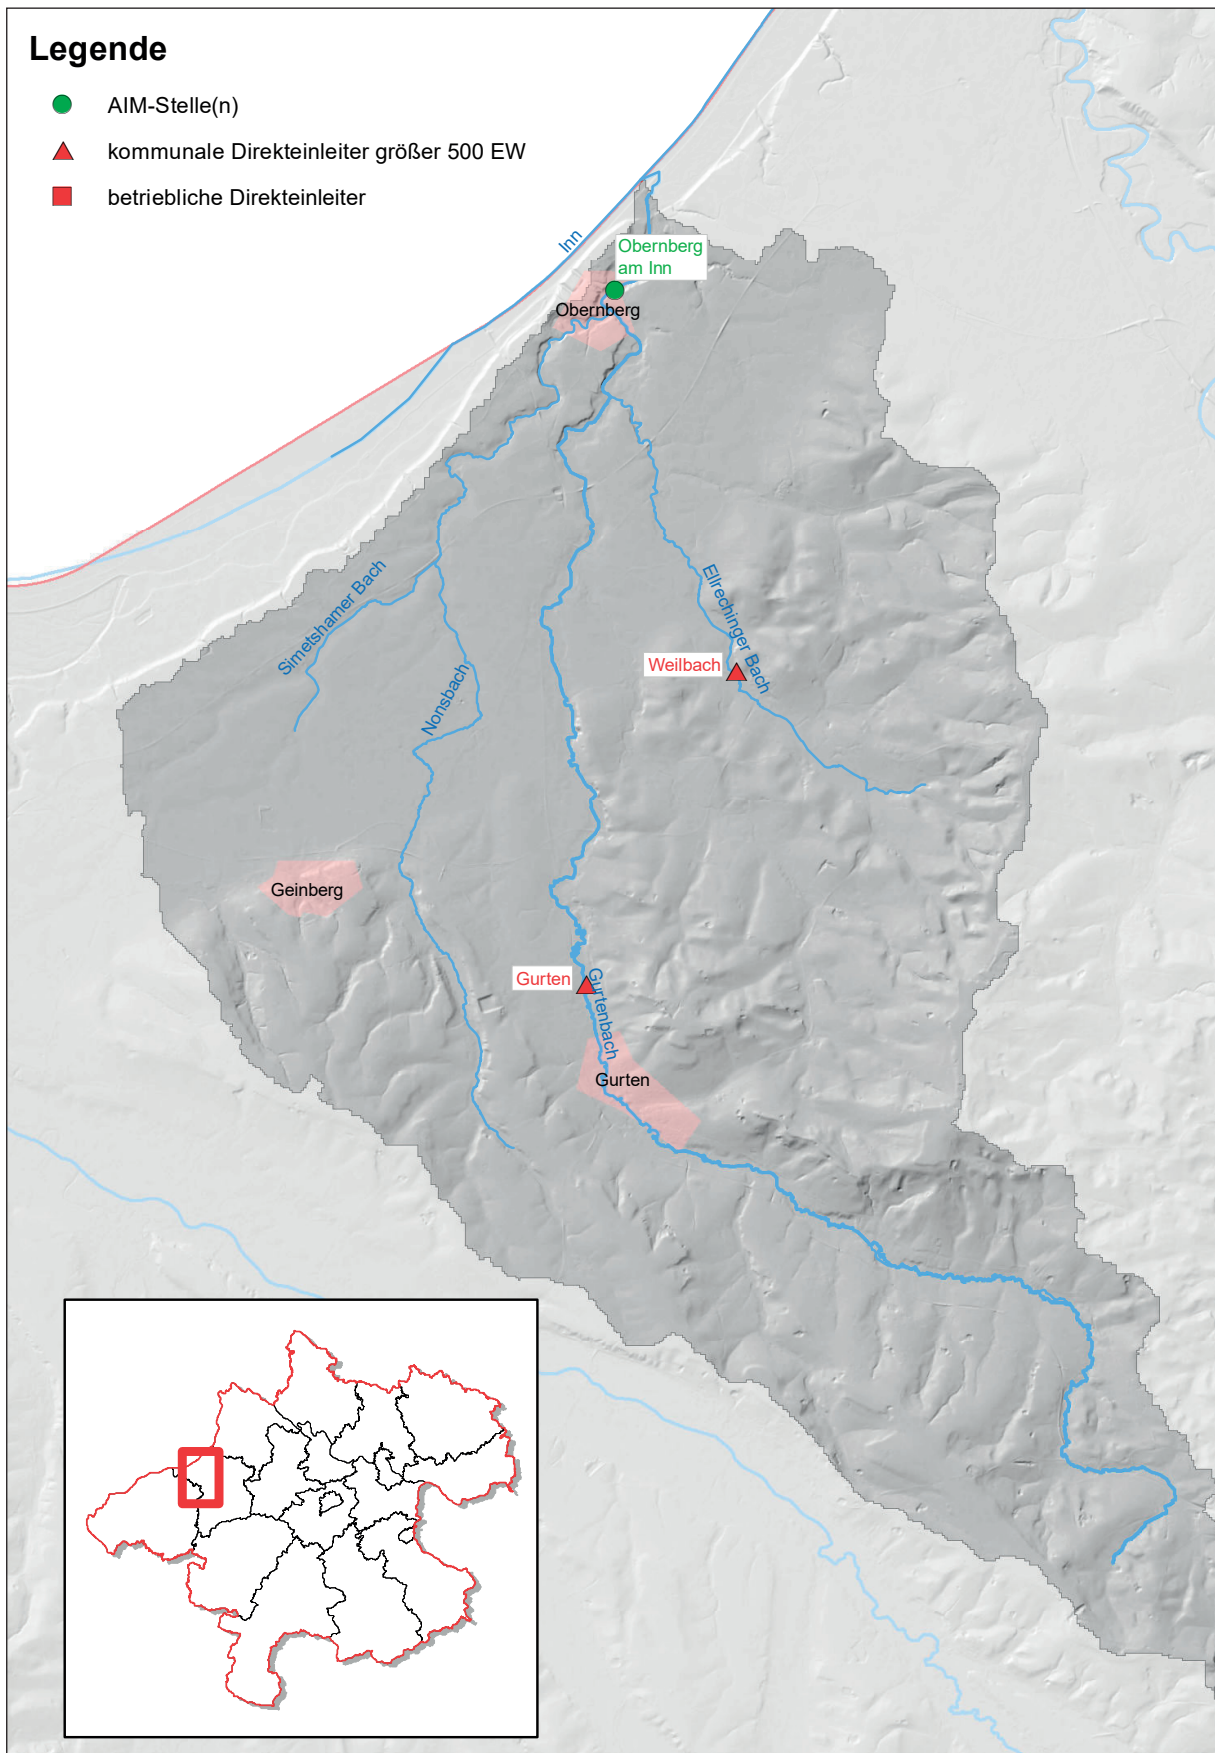 Legende
AIM-Stelle(n)
kommunale Direkteinleiter größer 500 EW
betriebliche Direkteinleiter
Inn
Obernberg
am Inn
Obernberg
Simetshamer Bach
Ellrechinger Bach
Weilbach
Nonsbach
Geinberg
Gurten
Gurtenbach
Gurten